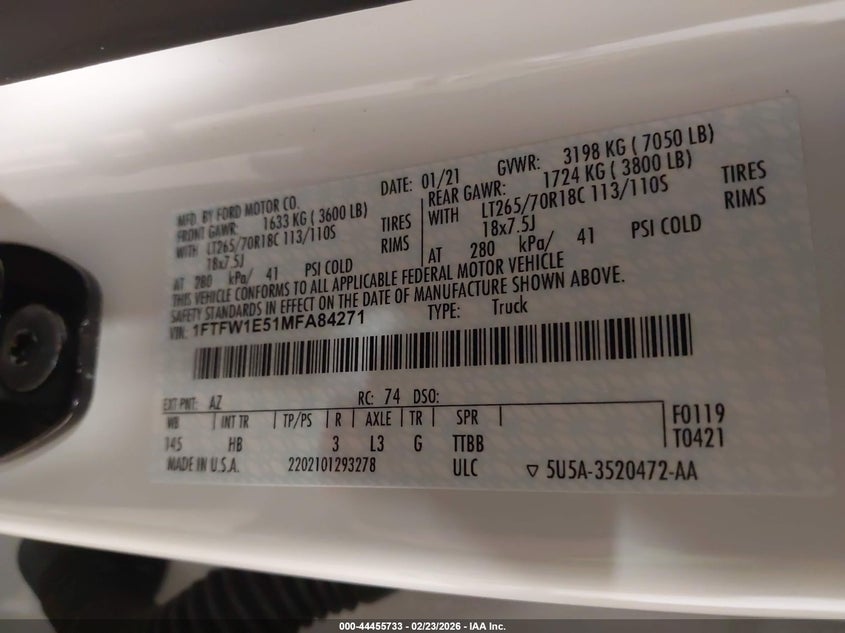 MFD. BY FORD MOTOR CO.
DATE: 01/21 GVWR: 3198 KG ( 7050 LB)
FRONT GAWR: 1633 KG ( 3600 LB) REAR GAWR: 1724 KG ( 3800 LB)
WITH LT265/70R18C 113/110S TIRES WITH LT265/70R18C 113/110S TIRES
18x7.5J RIMS 18x7.5J RIMS
AT 280 kPa/ 41 PSI COLD AT 280 kPa/ 41 PSI COLD
THIS VEHICLE CONFORMS TO ALL APPLICABLE FEDERAL MOTOR VEHICLE
SAFETY STANDARDS IN EFFECT ON THE DATE OF MANUFACTURE SHOWN ABOVE.
VIN: 1FTFW1E51MFA84271 TYPE: Truck
EXT PNT: AZ RC: 74 DSO:
WB INT TR TP/PS R AXLE TR SPR F0119
145 HB 3 L3 G TTBB T0421
MADE IN U.S.A. 2202101293278 ULC ▽ 5U5A-3520472-AA
000-44455733 - 02/23/2026 - IAA Inc.